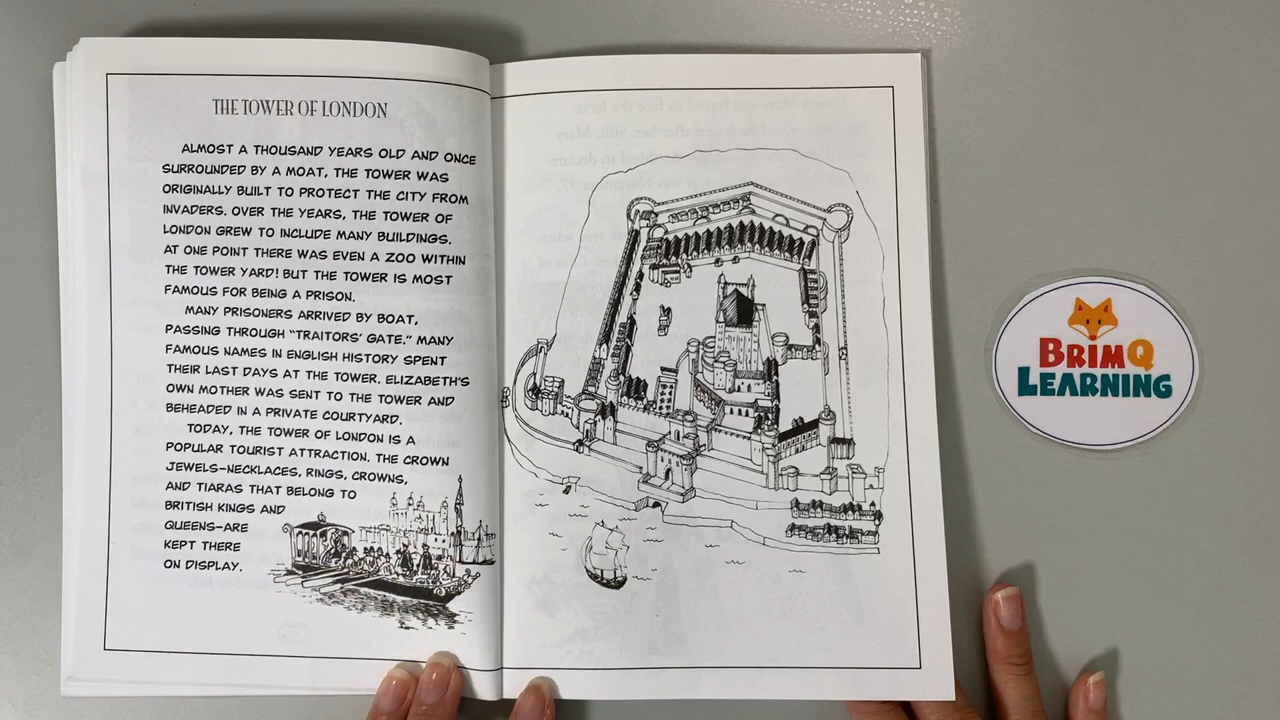 THE TOWER OF LONDON
ALMOST A THOUSAND YEARS OLD AND ONCE
SURROUNDED BY A MOAT, THE TOWER WAS
ORIGINALLY BUILT TO PROTECT THE CITY FROM
INVADERS. OVER THE YEARS, THE TOWER OF
LONDON GREW TO INCLUDE MANY BUILDINGS.
AT ONE POINT THERE WAS EVEN A ZOO WITHIN
THE TOWER YARD! BUT THE TOWER IS MOST
FAMOUS FOR BEING A PRISON.
MANY PRISONERS ARRIVED BY BOAT,
PASSING THROUGH “TRAITORS’ GATE.” MANY
FAMOUS NAMES IN ENGLISH HISTORY SPENT
THEIR LAST DAYS AT THE TOWER. ELIZABETH’S
OWN MOTHER WAS SENT TO THE TOWER AND
BEHEADED IN A PRIVATE COURTYARD.
TODAY, THE TOWER OF LONDON IS A
POPULAR TOURIST ATTRACTION. THE CROWN
JEWELS–NECKLACES, RINGS, CROWNS,
AND TIARAS THAT BELONG TO
BRITISH KINGS AND
QUEENS–ARE
KEPT THERE
ON DISPLAY.
BRIMQ
LEARNING